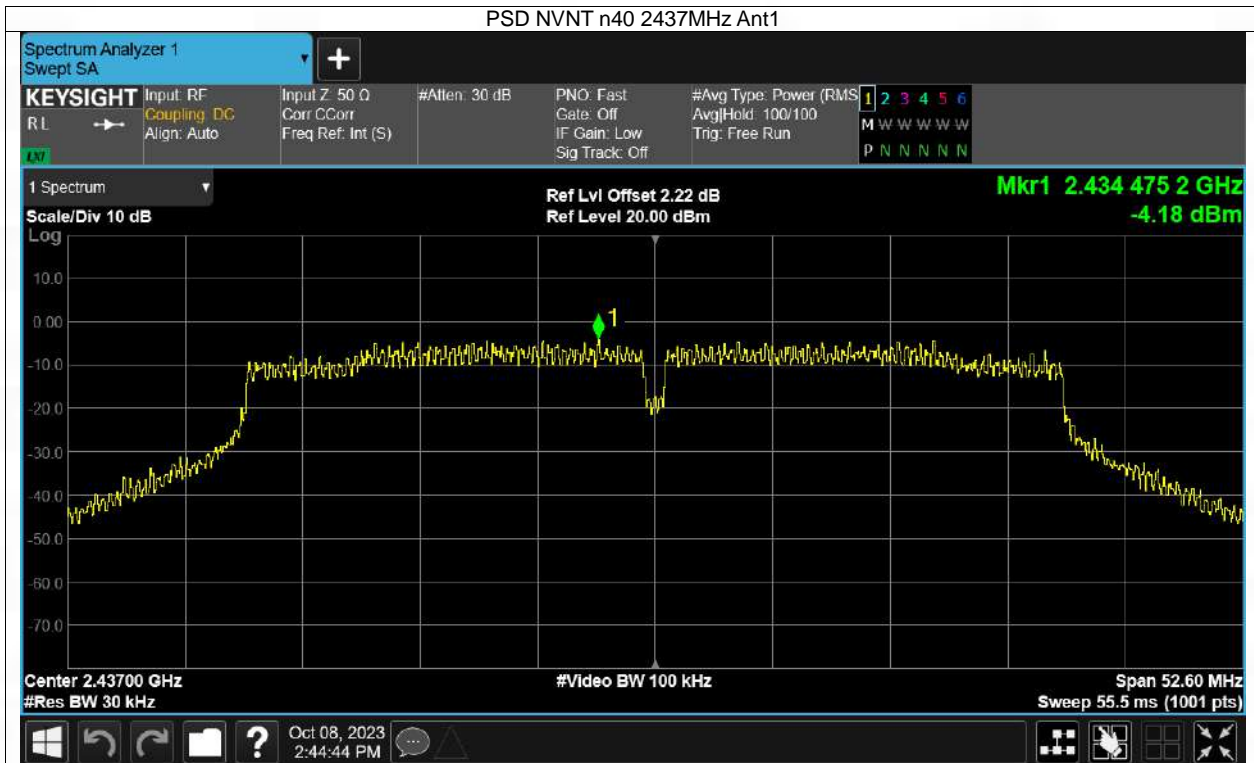 PSD NVNT n40 2437MHz Ant1
Spectrum Analyzer 1
Swept SA
KEYSIGHT
RL
LXI
Input: RF
Coupling: DC
Align: Auto
Input Z: 50 Ω
Corr CCorr
Freq Ref: Int (S)
#Atten: 30 dB
PNO: Fast
Gate: Off
IF Gain: Low
Sig Track: Off
#Avg Type: Power (RMS
Avg|Hold: 100/100
Trig: Free Run
1 2 3 4 5 6
M W W W W W
P N N N N N
1 Spectrum
Scale/Div 10 dB
Log
Ref Lvl Offset 2.22 dB
Ref Level 20.00 dBm
Mkr1 2.434 475 2 GHz
-4.18 dBm
10.0
0.00
1
-10.0
-20.0
-30.0
-40.0
-50.0
-60.0
-70.0
Center 2.43700 GHz
#Res BW 30 kHz
#Video BW 100 kHz
Span 52.60 MHz
Sweep 55.5 ms (1001 pts)
?
Oct 08, 2023
2:44:44 PM